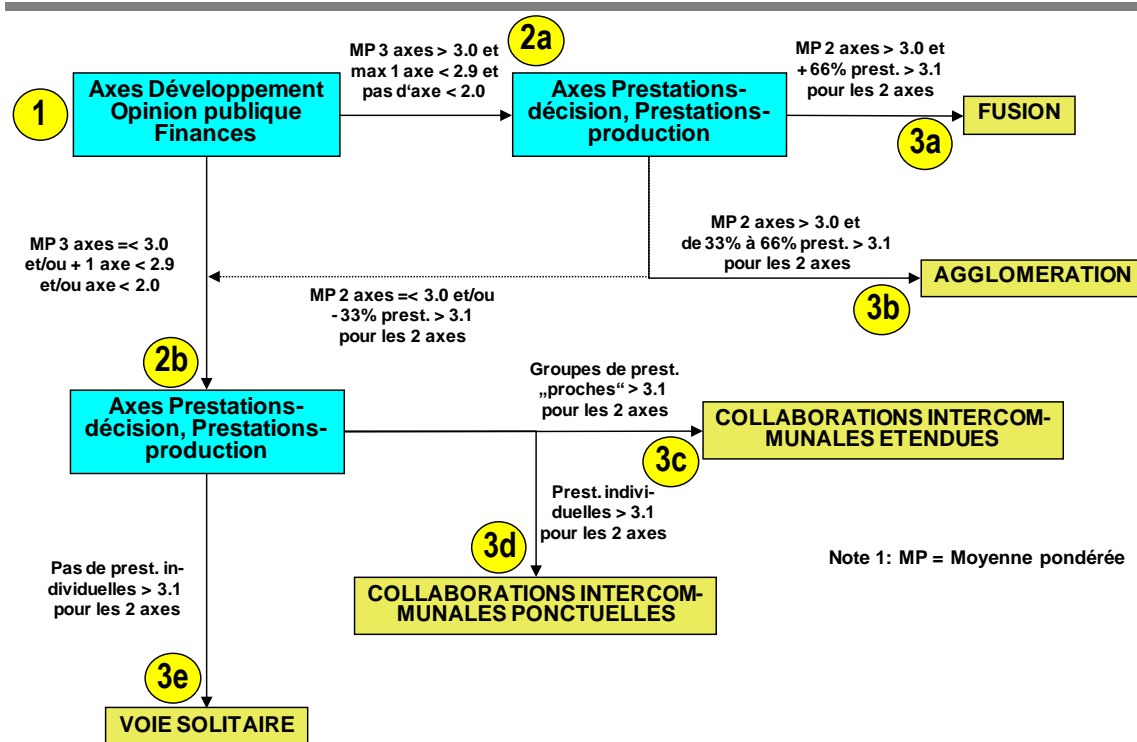 MP 3 axes > 3.0 et
max 1 axe < 2.9 et
pas d'axe < 2.0
2a
MP 2 axes > 3.0 et
+ 66% prest. > 3.1
pour les 2 axes
1
Axes Développement
Opinion publique
Finances
Axes Prestations-
décision, Prestations-
production
FUSION
3a
MP 3 axes =< 3.0
et/ou + 1 axe < 2.9
et/ou axe < 2.0
MP 2 axes > 3.0 et
de 33% à 66% prest. > 3.1
pour les 2 axes
AGGLOMERATION
3b
MP 2 axes =< 3.0 et/ou
- 33% prest. > 3.1
pour les 2 axes
2b
Axes Prestations-
décision, Prestations-
production
Groupes de prest.
„proches“ > 3.1
pour les 2 axes
COLLABORATIONS INTERCOM-
MUNALES ETENDUES
3c
Prest. indivi-
duelles > 3.1
pour les 2 axes
3d
COLLABORATIONS INTERCOM-
MUNALES PONCTUELLES
Note 1: MP = Moyenne pondérée
Pas de prest. in-
dividuelles > 3.1
pour les 2 axes
3e
VOIE SOLITAIRE